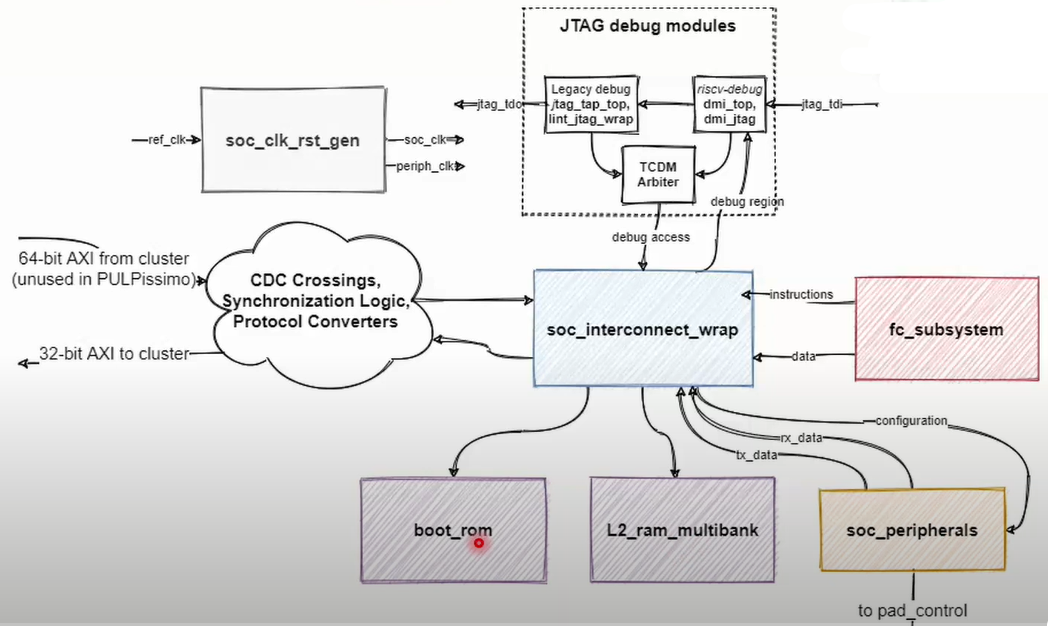 JTAG debug modules
Legacy debug
jtag_tap_top,
lint_jtag_wrap
riscv-debug
dmi_top,
dmi_jtag
jtag_tdo
jtag_tdi
TCDM
Arbiter
debug region
debug access
ref_clk
soc_clk_rst_gen
soc_clk
periph_clk
64-bit AXI from cluster
(unused in PULPissimo)
CDC Crossings,
Synchronization Logic,
Protocol Converters
32-bit AXI to cluster
soc_interconnect_wrap
instructions
data
fc_subsystem
configuration
rx_data
tx_data
boot_rom
L2_ram_multibank
soc_peripherals
to pad_control